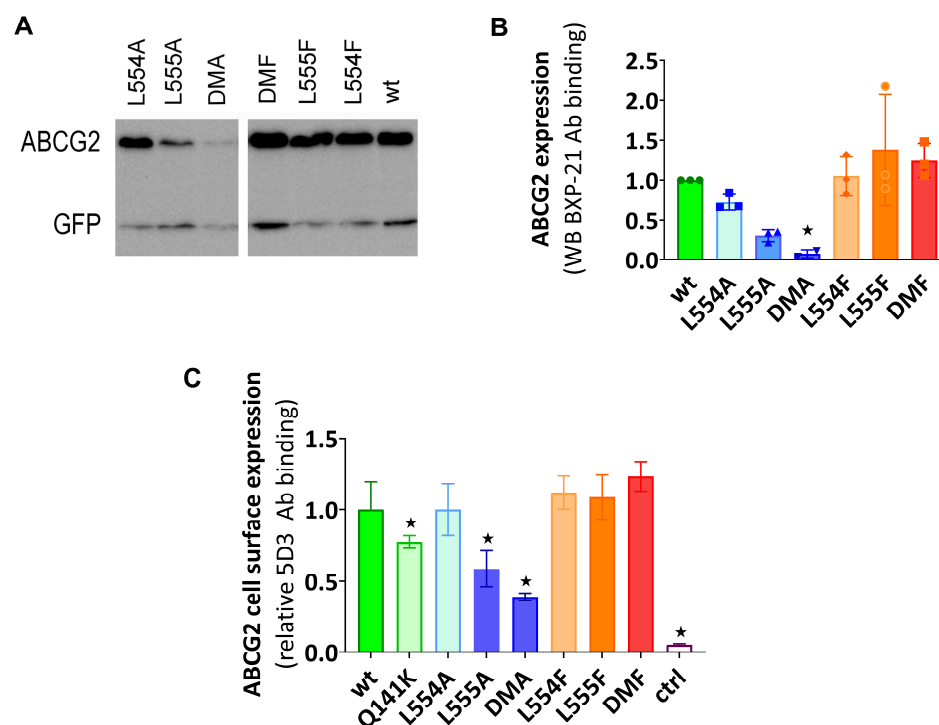 A
L554A
L555A
DMA
DMF
L555F
L554F
wt
ABCG2
GFP
B
ABCG2 expression
(WB BXP-21 Ab binding)
2.5
2.0
1.5
1.0
0.5
0.0
wt
L554A
L555A
DMA
L554F
L555F
DMF
C
ABCG2 cell surface expression
(relative 5D3 Ab binding)
1.5
1.0
0.5
0.0
wt
Q141K
L554A
L555A
DMA
L554F
L555F
DMF
ctrl